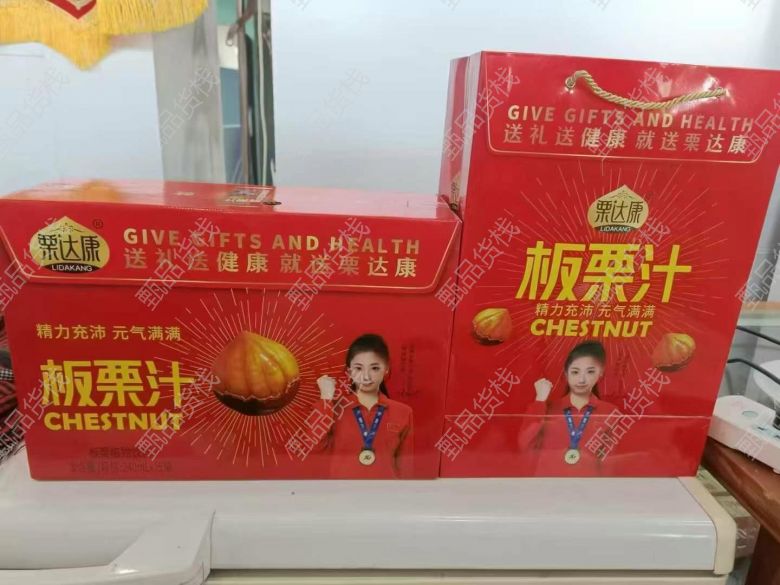 栗达康
®
LIDAKANG
GIVE GIFTS AND HEALTH
送礼送健康 就送栗达康
精力充沛 元气满满
板栗汁
CHESTNUT
GIVE GIFTS AND HEALTH
送礼送健康 就送栗达康
栗达康
LIDAKANG
板栗汁
精力充沛 元气满满
CHESTNUT
甄品货栈